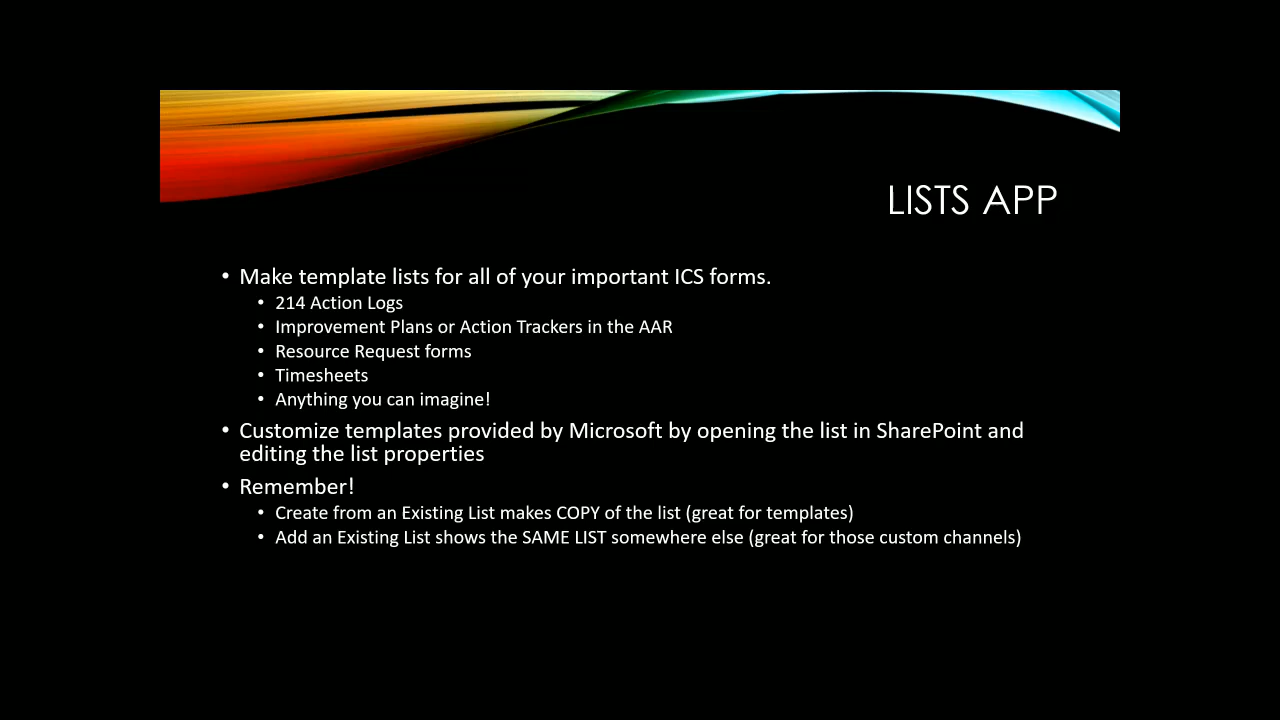 LISTS APP
• Make template lists for all of your important ICS forms.
• 214 Action Logs
• Improvement Plans or Action Trackers in the AAR
• Resource Request forms
• Timesheets
• Anything you can imagine!
• Customize templates provided by Microsoft by opening the list in SharePoint and
editing the list properties
• Remember!
• Create from an Existing List makes COPY of the list (great for templates)
• Add an Existing List shows the SAME LIST somewhere else (great for those custom channels)